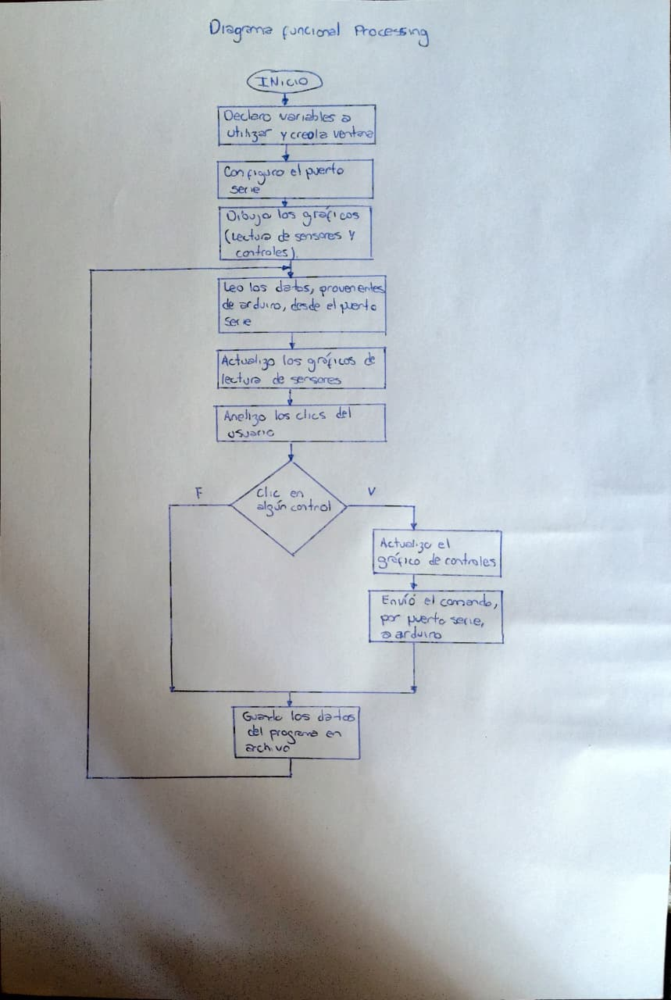 Diagrama funcional Processing
INICIO
Declaro variables a
utilizar y creo la ventana
Configuro el puerto
serie
Dibujo los gráficos
(Lectura de sensores y
controles).
Leo los datos, provenientes
de arduino, desde el puerto
serie
Actualizo los gráficos de
lectura de sensores
Analizo los clics del
usuario
F
Clic en
algún control
V
Actualizo el
gráfico de controles
Envió el comando,
por puerto serie,
a arduino
Guardo los datos
del programa en
archivo